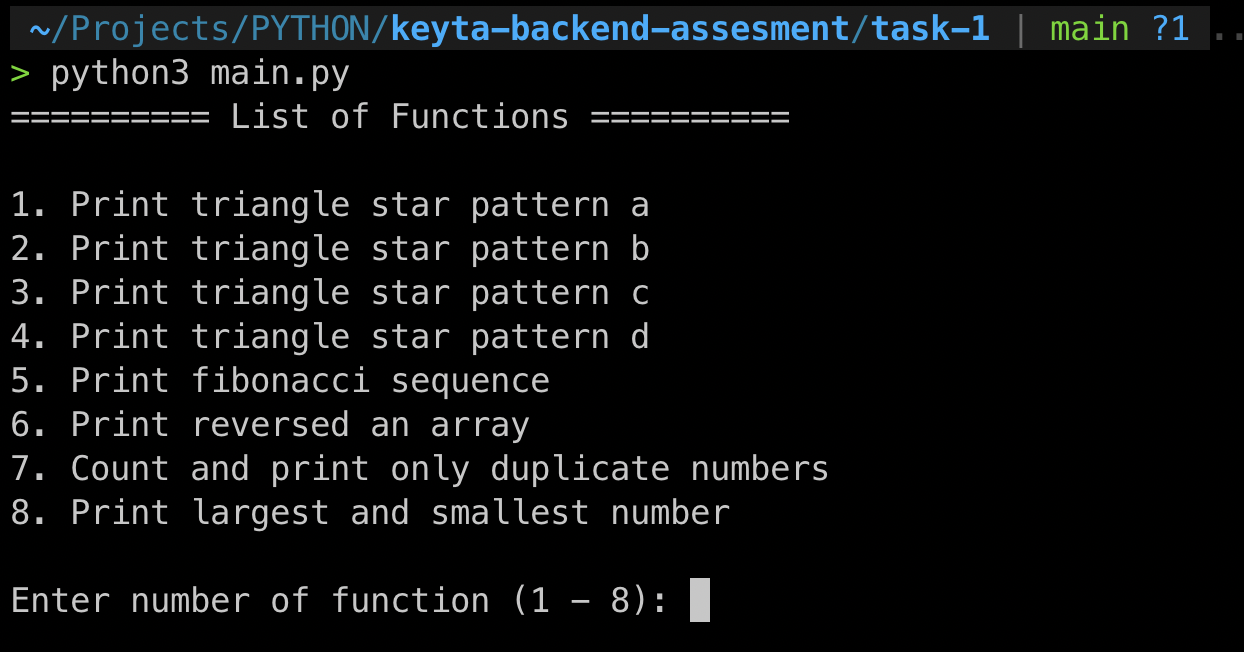 ~/Projects/PYTHON/keyta-backend-assesment/task-1 | main ?1 ..
> python3 main.py
========== List of Functions ==========
1. Print triangle star pattern a
2. Print triangle star pattern b
3. Print triangle star pattern c
4. Print triangle star pattern d
5. Print fibonacci sequence
6. Print reversed an array
7. Count and print only duplicate numbers
8. Print largest and smallest number
Enter number of function (1 - 8):